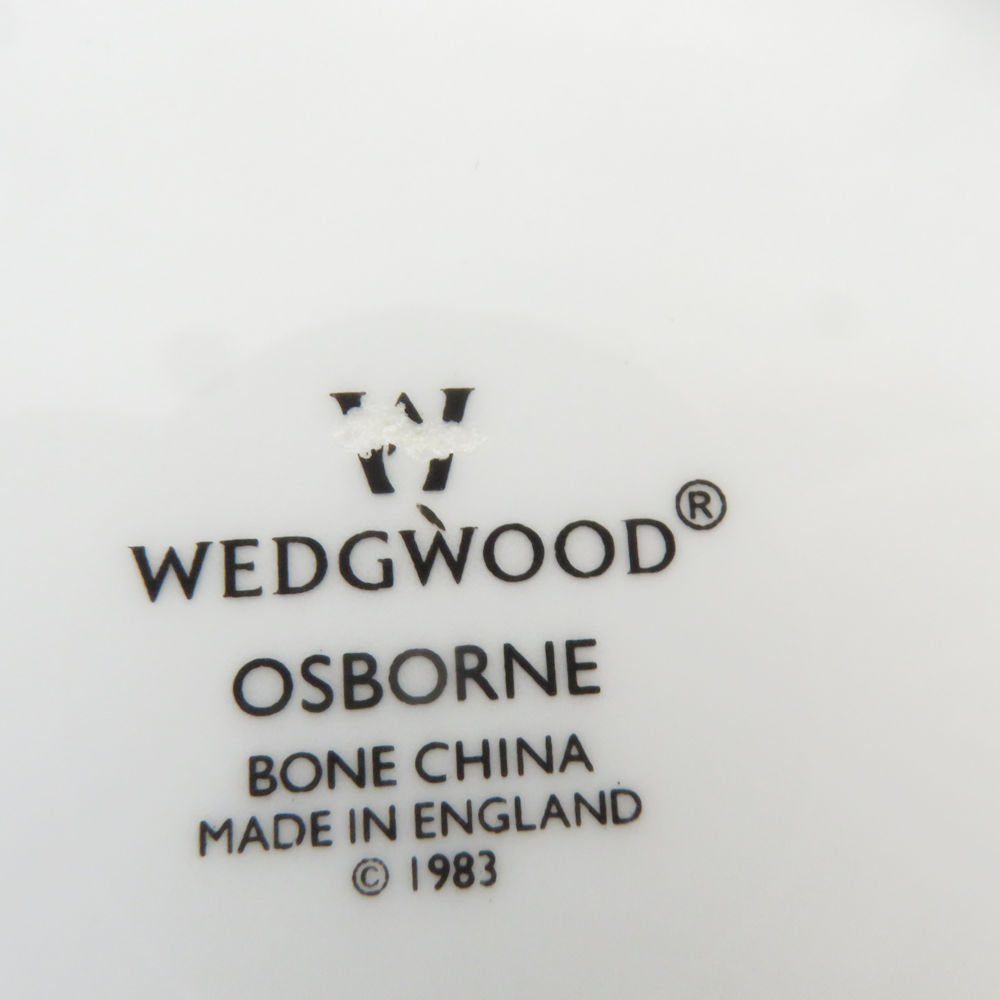 W
WEDGWOOD®
OSBORNE
BONE CHINA
MADE IN ENGLAND
© 1983